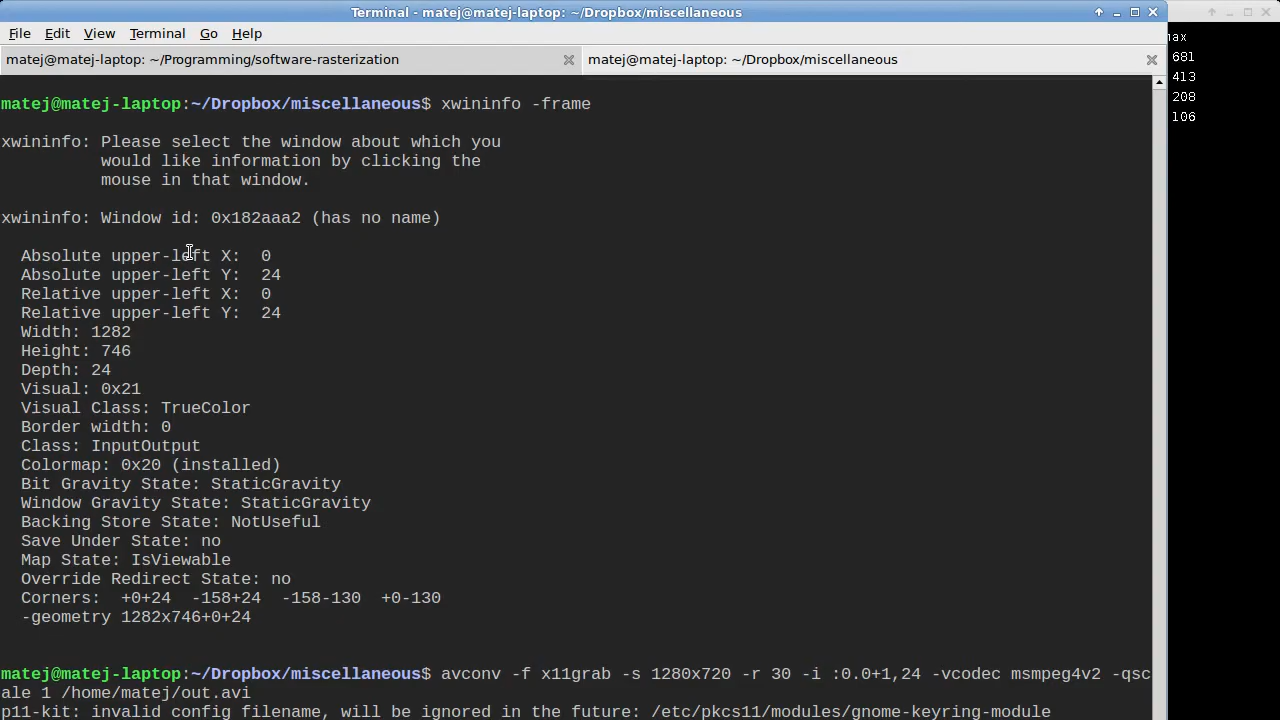 Terminal - matej@matej-laptop: ~/Dropbox/miscellaneous
File Edit View Terminal Go Help
matej@matej-laptop: ~/Programming/software-rasterization
matej@matej-laptop: ~/Dropbox/miscellaneous
matej@matej-laptop:~/Dropbox/miscellaneous$ xwininfo -frame
xwininfo: Please select the window about which you
would like information by clicking the
mouse in that window.
xwininfo: Window id: 0x182aaa2 (has no name)
Absolute upper-left X: 0
Absolute upper-left Y: 24
Relative upper-left X: 0
Relative upper-left Y: 24
Width: 1282
Height: 746
Depth: 24
Visual: 0x21
Visual Class: TrueColor
Border width: 0
Class: InputOutput
Colormap: 0x20 (installed)
Bit Gravity State: StaticGravity
Window Gravity State: StaticGravity
Backing Store State: NotUseful
Save Under State: no
Map State: IsViewable
Override Redirect State: no
Corners: +0+24 -158+24 -158-130 +0-130
-geometry 1282x746+0+24
matej@matej-laptop:~/Dropbox/miscellaneous$ avconv -f x11grab -s 1280x720 -r 30 -i :0.0+1,24 -vcodec msmpeg4v2 -qsc
ale 1 /home/matej/out.avi
p11-kit: invalid config filename, will be ignored in the future: /etc/pkcs11/modules/gnome-keyring-module
681
413
208
106